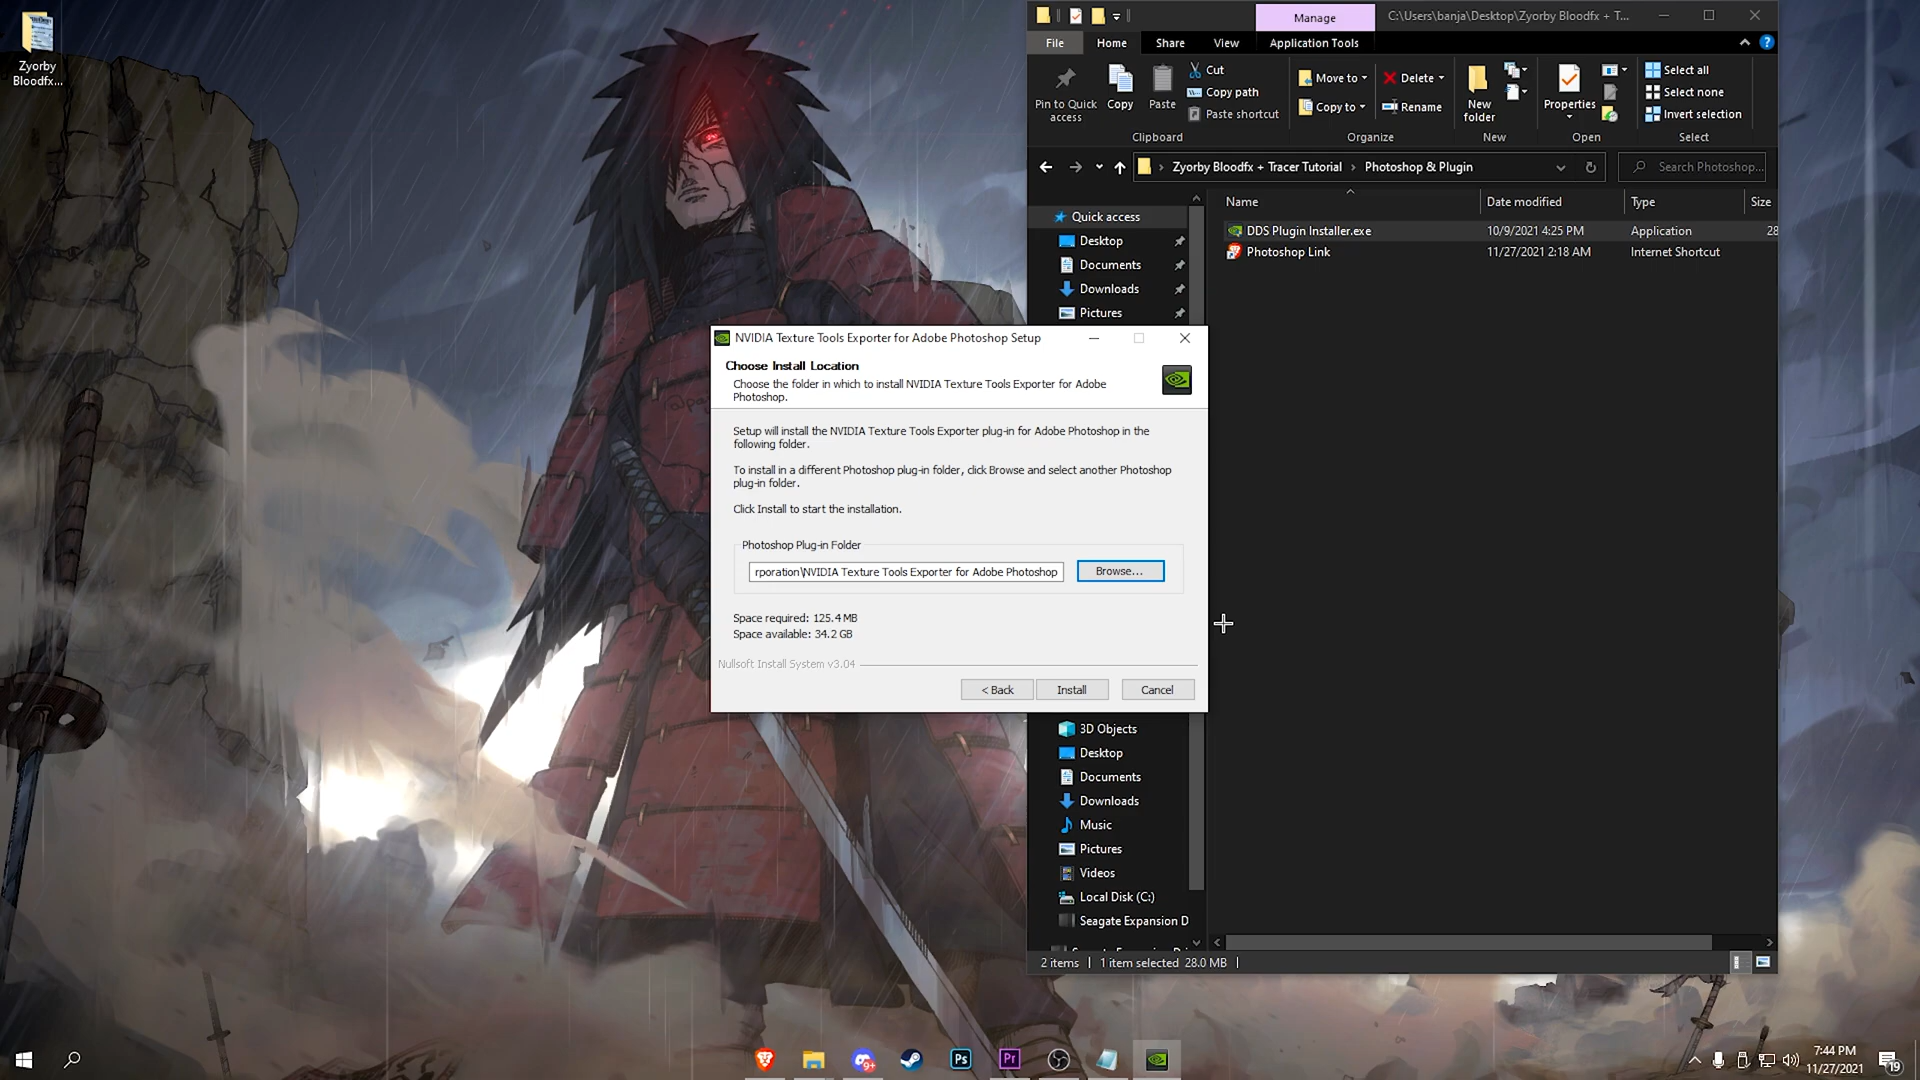 Zyorby
Bloodfx...
Manage
C:\Users\banja\Desktop\Zyorby Bloodfx + T...
File
Home
Share
View
Application Tools
Pin to Quick
access
Copy
Paste
Cut
Copy path
Paste shortcut
Move to
Copy to
Delete
Rename
New
folder
Properties
Select all
Select none
Invert selection
Clipboard
Organize
New
Open
Select
Zyorby Bloodfx + Tracer Tutorial
Photoshop & Plugin
Search Photoshop...
Name
Date modified
Type
Size
Quick access
Desktop
Documents
Downloads
Pictures
DDS Plugin Installer.exe
10/9/2021 4:25 PM
Application
28
Photoshop Link
11/27/2021 2:18 AM
Internet Shortcut
NVIDIA Texture Tools Exporter for Adobe Photoshop Setup
Choose Install Location
Choose the folder in which to install NVIDIA Texture Tools Exporter for Adobe
Photoshop.
Setup will install the NVIDIA Texture Tools Exporter plug-in for Adobe Photoshop in the
following folder.
To install in a different Photoshop plug-in folder, click Browse and select another Photoshop
plug-in folder.
Click Install to start the installation.
Photoshop Plug-in Folder
rporation\NVIDIA Texture Tools Exporter for Adobe Photoshop
Browse...
Space required: 125.4 MB
Space available: 34.2 GB
Nullsoft Install System v3.04
< Back
Install
Cancel
3D Objects
Desktop
Documents
Downloads
Music
Pictures
Videos
Local Disk (C:)
Seagate Expansion D
2 items
1 item selected 28.0 MB
9+
Ps
Pr
7:44 PM
11/27/2021
19